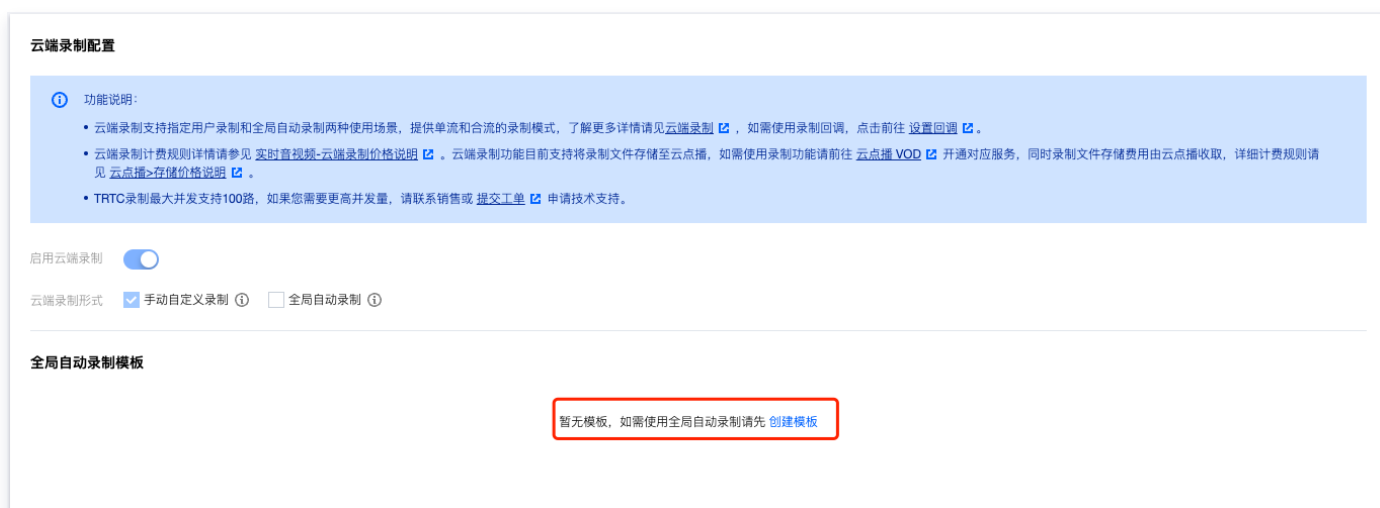 云端录制配置
功能说明：
• 云端录制支持指定用户录制和全局自动录制两种使用场景，提供单流和合流的录制模式，了解更多详情请见云端录制 ，如需使用录制回调，点击前往 设置回调 。
• 云端录制计费规则详情请参见 实时音视频-云端录制价格说明 。云端录制功能目前支持将录制文件存储至云点播，如需使用录制功能请前往 云点播 VOD 开通对应服务，同时录制文件存储费用由云点播收取，详细计费规则请
见 云点播>存储价格说明 。
• TRTC录制最大并发支持100路，如果您需要更高并发量，请联系销售或 提交工单 申请技术支持。
启用云端录制
云端录制形式 手动自定义录制 全局自动录制
全局自动录制模板
暂无模板，如需使用全局自动录制请先 创建模板